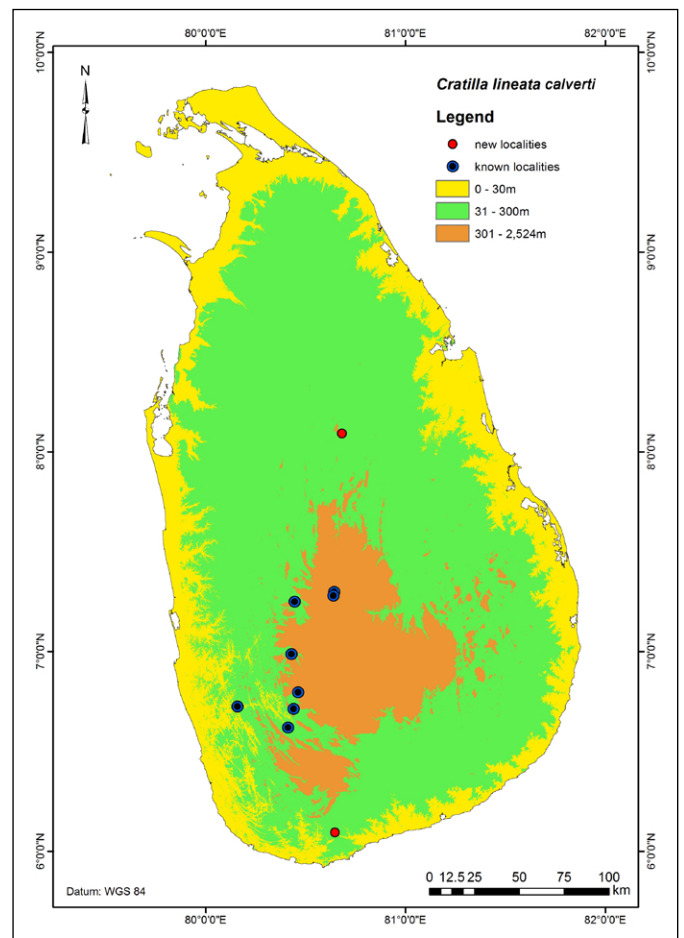 80°0'0"E 81°0'0"E 82°0'0"E
10°0'0"N
10°0'0"N
N
Cratilla lineata calverti
Legend
new localities
known localities
0 - 30m
31 - 300m
301 - 2,524m
9°0'0"N
9°0'0"N
8°0'0"N
8°0'0"N
7°0'0"N
7°0'0"N
6°0'0"N
6°0'0"N
Datum: WGS 84
0 12.5 25 50 75 100
km
80°0'0"E 81°0'0"E 82°0'0"E